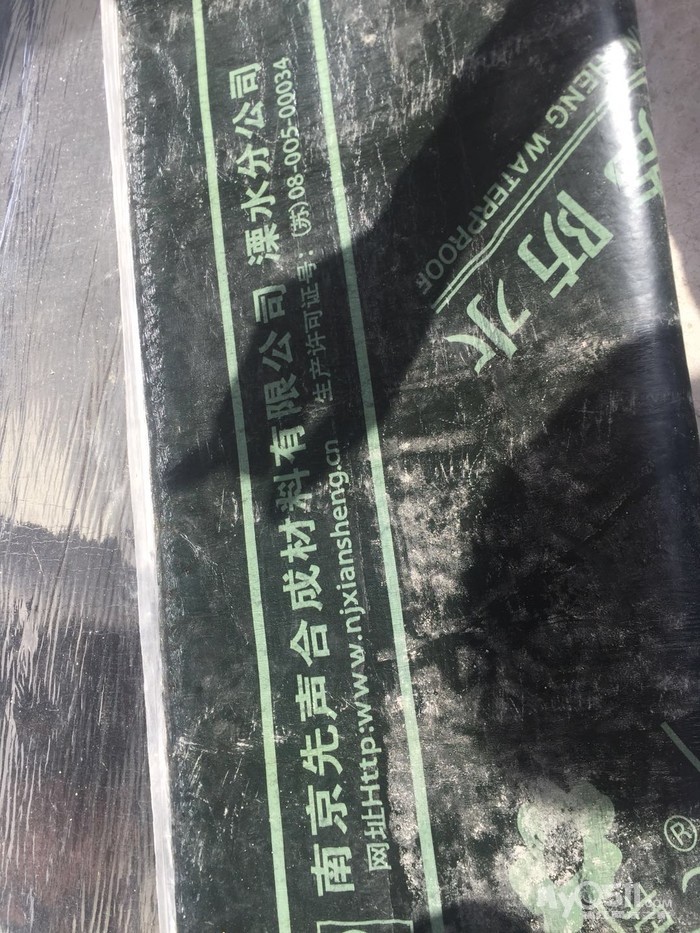 南京先声合成材料有限公司 溧水分公司
网址Http:www.njxiansheng.cn 生产许可证号：(苏)08-005-00034
防水
HENG WATERPROOF
®